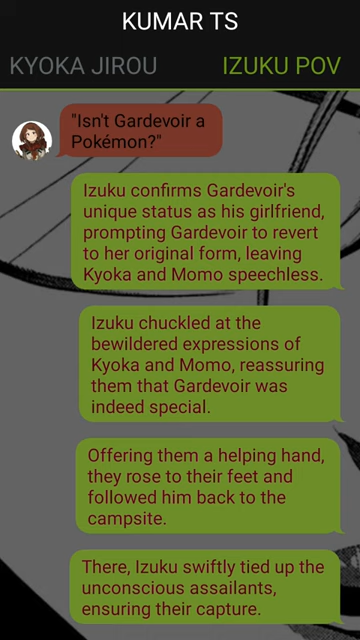 KUMAR TS
KYOKA JIROU
IZUKU POV
"Isn't Gardevoir a
Pokémon?"
Izuku confirms Gardevoir's
unique status as his girlfriend,
prompting Gardevoir to revert
to her original form, leaving
Kyoka and Momo speechless.
Izuku chuckled at the
bewildered expressions of
Kyoka and Momo, reassuring
them that Gardevoir was
indeed special.
Offering them a helping hand,
they rose to their feet and
followed him back to the
campsite.
There, Izuku swiftly tied up the
unconscious assailants,
ensuring their capture.